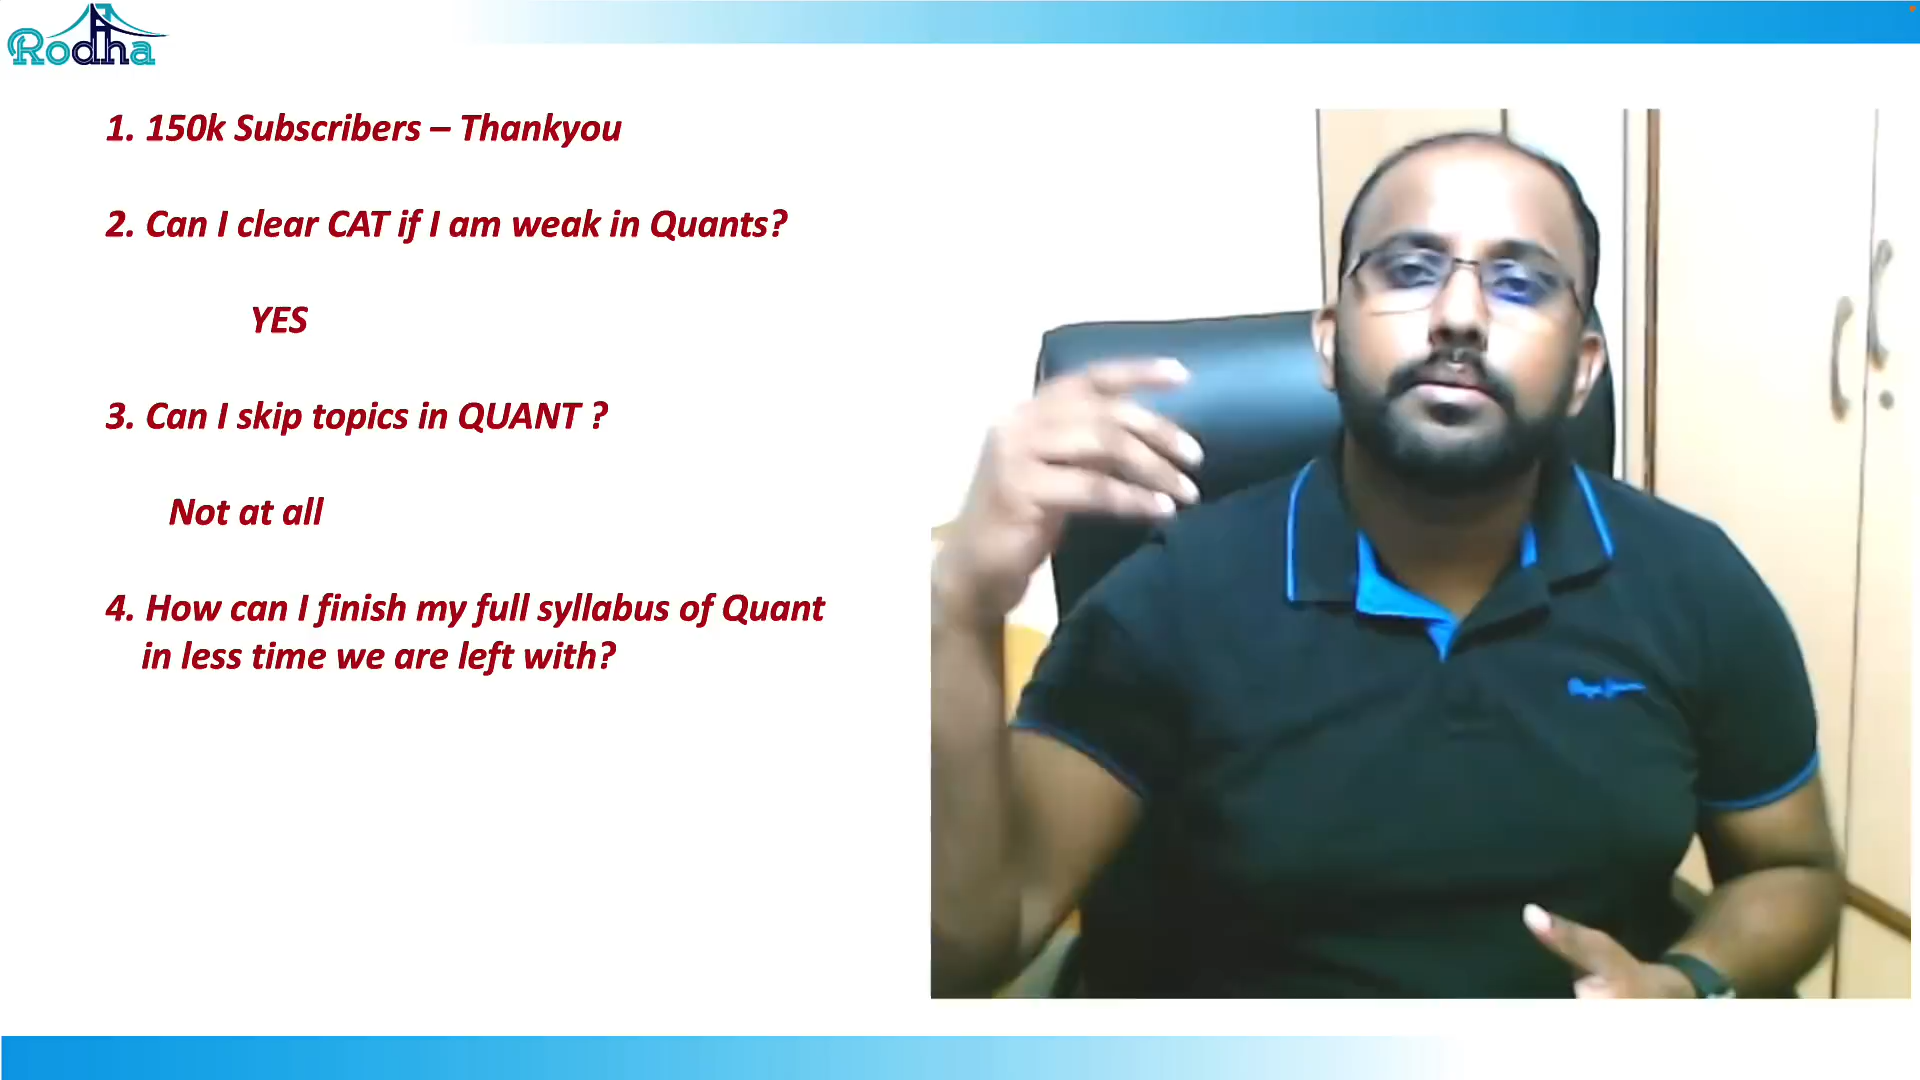 Rodha
1. 150k Subscribers – Thankyou
2. Can I clear CAT if I am weak in Quants?
YES
3. Can I skip topics in QUANT ?
Not at all
4. How can I finish my full syllabus of Quant
in less time we are left with?